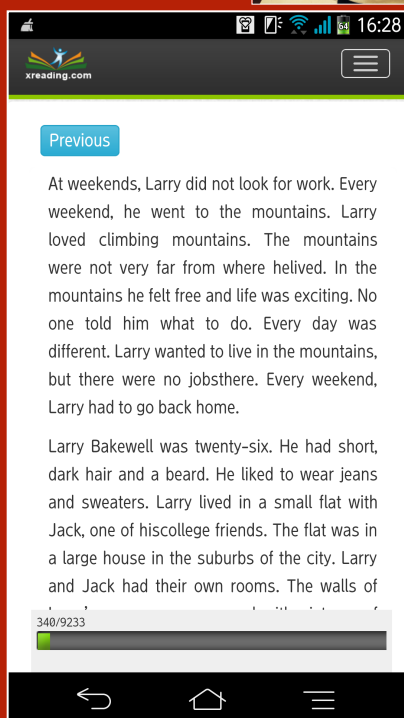 64 16:28
xreading.com
Previous
At weekends, Larry did not look for work. Every
weekend, he went to the mountains. Larry
loved climbing mountains. The mountains
were not very far from where helived. In the
mountains he felt free and life was exciting. No
one told him what to do. Every day was
different. Larry wanted to live in the mountains,
but there were no jobsthere. Every weekend,
Larry had to go back home.
Larry Bakewell was twenty-six. He had short,
dark hair and a beard. He liked to wear jeans
and sweaters. Larry lived in a small flat with
Jack, one of hiscollege friends. The flat was in
a large house in the suburbs of the city. Larry
and Jack had their own rooms. The walls of
340/9233